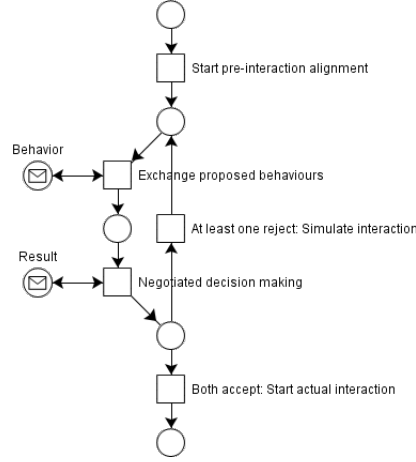 Start pre-interaction alignment
Behavior
Exchange proposed behaviours
At least one reject: Simulate interaction
Result
Negotiated decision making
Both accept: Start actual interaction